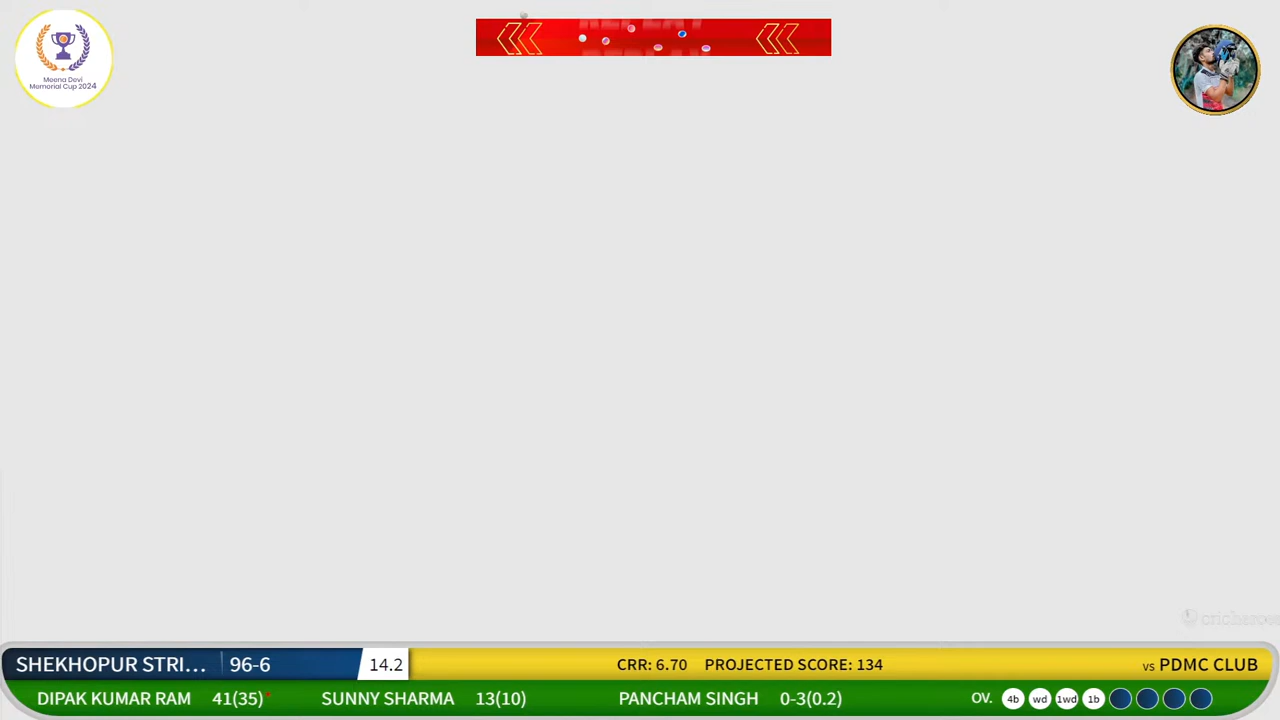 Meena Devi
Memorial Cup 2024
SHEKHOPUR STRI... 96-6 14.2 CRR: 6.70 PROJECTED SCORE: 134 vs PDMC CLUB
DIPAK KUMAR RAM 41(35)* SUNNY SHARMA 13(10) PANCHAM SINGH 0-3(0.2) OV. 4b wd 1wd 1b